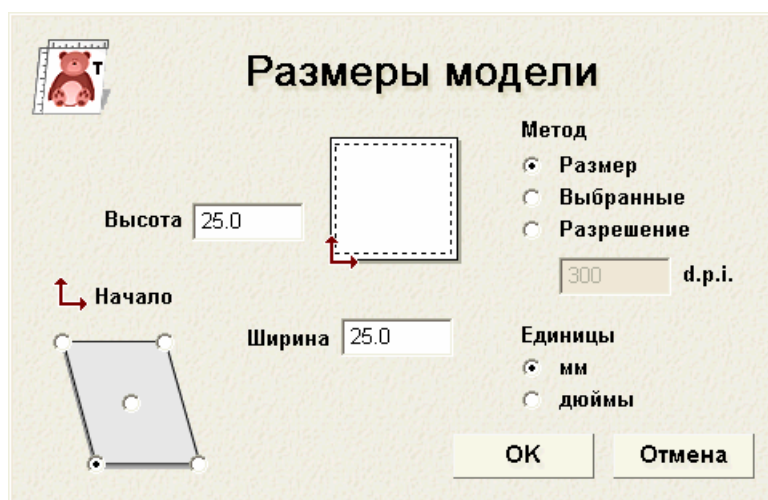 T
Размеры модели
Метод
Размер
Выбранные
Разрешение
300 d.p.i.
Высота 25.0
Начало
Ширина 25.0
Единицы
мм
дюймы
OK Отмена